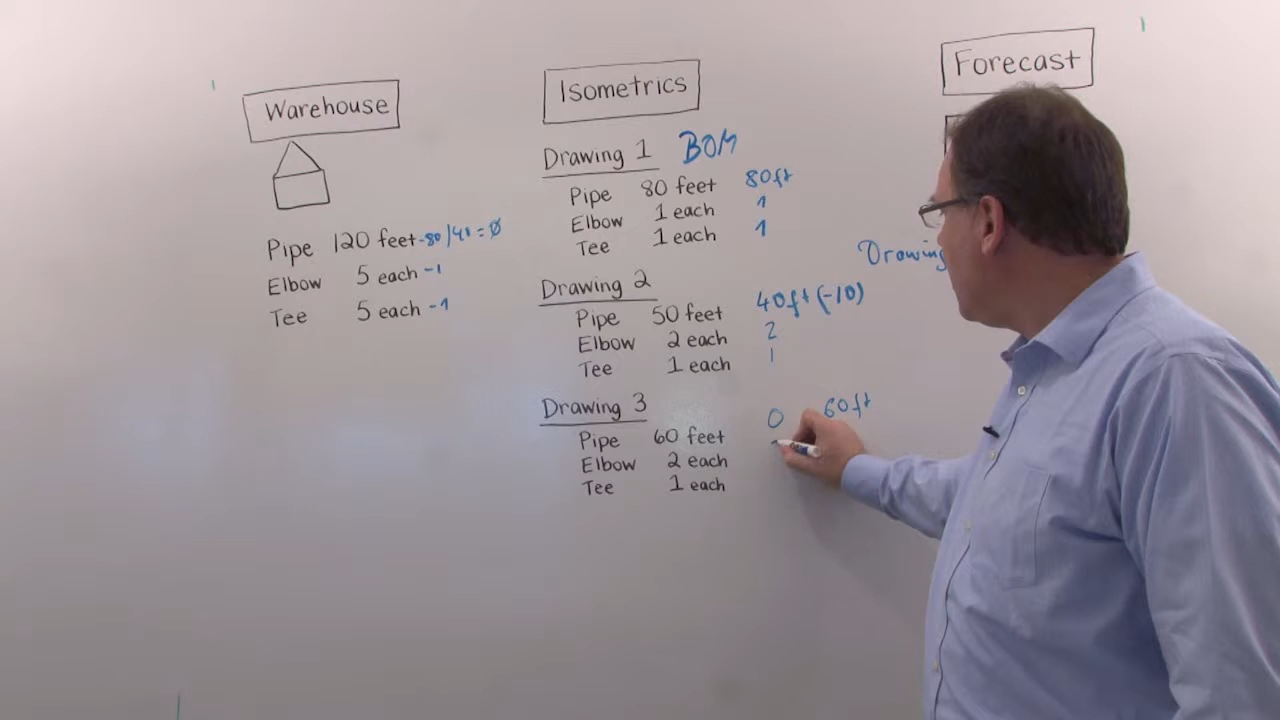 Warehouse
Pipe 120 feet -80/40 = ∅
Elbow 5 each -1
Tee 5 each -1
Isometrics
Drawing 1 BOM
Pipe 80 feet 80ft
Elbow 1 each 1
Tee 1 each 1
Drawing 2
Pipe 50 feet 40ft (-10)
Elbow 2 each 2
Tee 1 each 1
Drawing 3
0 60ft
Pipe 60 feet
Elbow 2 each
Tee 1 each
Forecast
Drawing